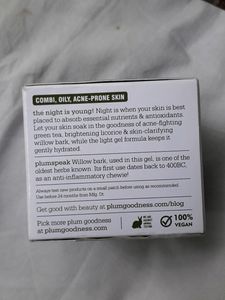 COMBI, OILY, ACNE-PRONE SKIN
the night is young! Night is when your skin is best
placed to absorb essential nutrients & antioxidants.
Let your skin soak in the goodness of acne-fighting
green tea, brightening licorice & skin-clarifying
willow bark, while the light gel formula keeps it
gently hydrated.
plumspeak Willow bark, used in this gel, is one of the
oldest herbs known. Its first use dates back to 400BC,
as an anti-inflammatory chewie!
Always test new products on a small patch before using as recommended
Use before 24 months from Mfg. Dt.
Get good with beauty at plumgoodness.com/blog
Pick more plum goodness
at plumgoodness.com
100%
VEGAN